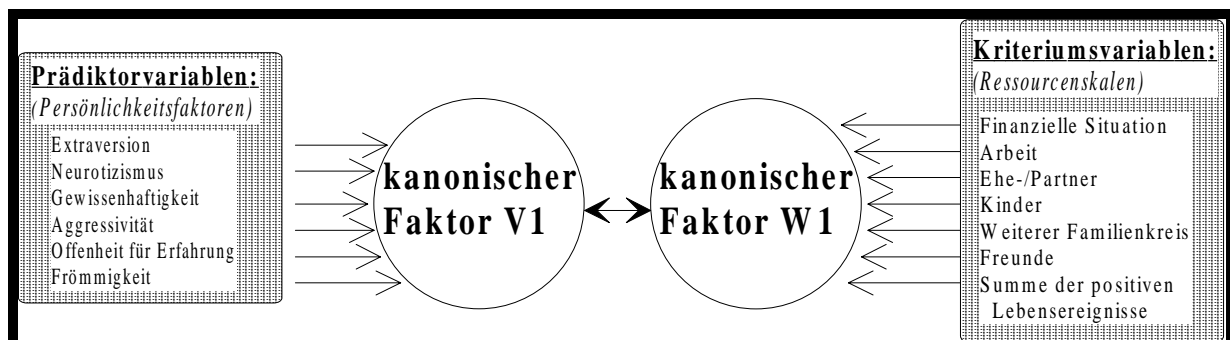 Prädiktorvariablen:
(Persönlichkeitsfaktoren)
Extraversion
Neurotizismus
Gewissenhaftigkeit
Aggressivität
Offenheit für Erfahrung
Frömmigkeit
kanonischer
Faktor V1
kanonischer
Faktor W1
Kriteriumsvariablen:
(Ressourcenskalen)
Finanzielle Situation
Arbeit
Ehe-/Partner
Kinder
Weiterer Familienkreis
Freunde
Summe der positiven
Lebensereignisse